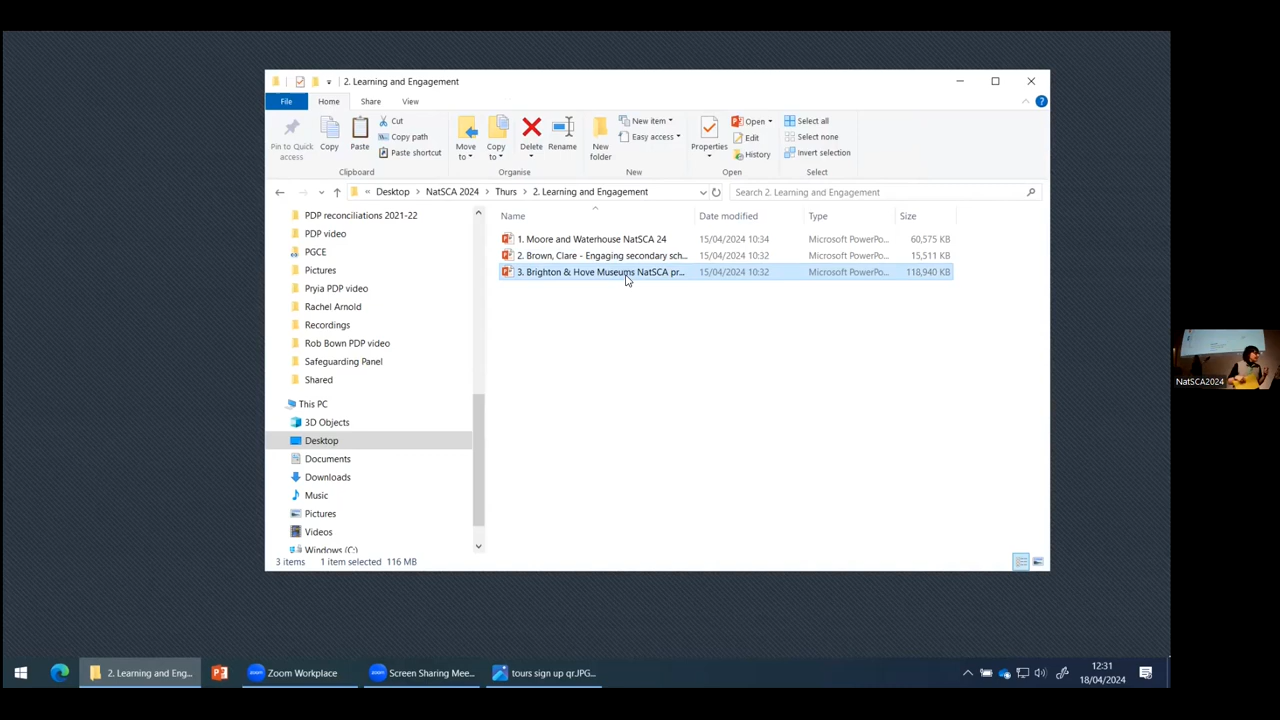 2. Learning and Engagement
File Home Share View
Pin to Quick access
Copy
Paste
Cut
Copy path
Paste shortcut
Clipboard
Move to
Copy to
Delete
Rename
Organise
New folder
New item
Easy access
New
Properties
Open
Edit
History
Open
Select all
Select none
Invert selection
Select
« Desktop > NatSCA 2024 > Thurs > 2. Learning and Engagement
Search 2. Learning and Engagement
Name Date modified Type Size
1. Moore and Waterhouse NatSCA 24 15/04/2024 10:34 Microsoft PowerPo... 60,575 KB
2. Brown, Clare - Engaging secondary sch... 15/04/2024 10:32 Microsoft PowerPo... 15,511 KB
3. Brighton & Hove Museums NatSCA pr... 15/04/2024 10:32 Microsoft PowerPo... 118,940 KB
PDP reconciliations 2021-22
PDP video
PGCE
Pictures
Pryia PDP video
Rachel Arnold
Recordings
Rob Bown PDP video
Safeguarding Panel
Shared
This PC
3D Objects
Desktop
Documents
Downloads
Music
Pictures
Videos
Windows (C:)
3 items 1 item selected 116 MB
NatSCA2024
2. Learning and Eng...
Zoom Workplace
Screen Sharing Mee...
tours sign up qr.JPG...
12:31
18/04/2024